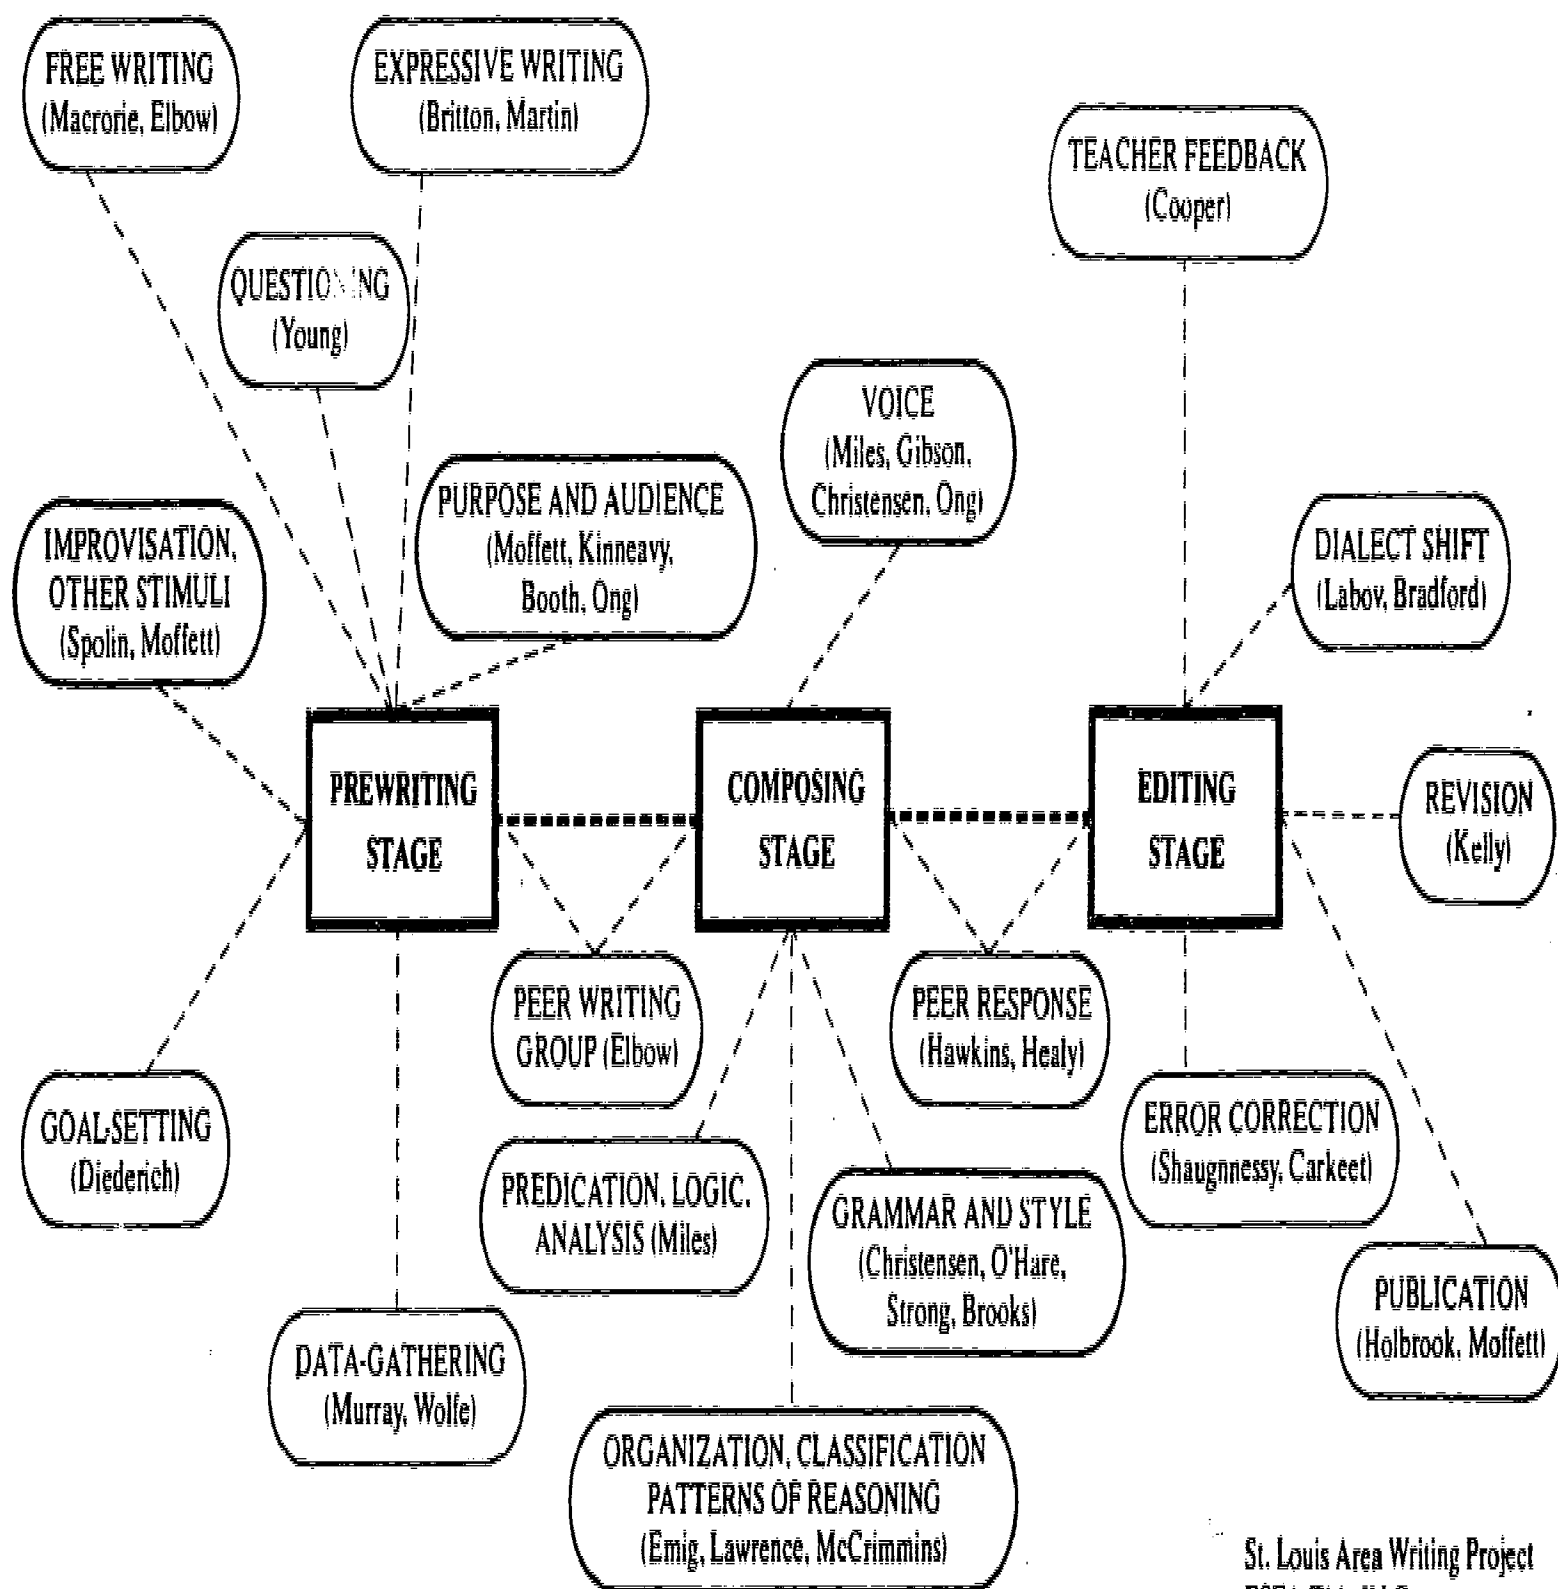 FREE WRITING
(Macrorie, Elbow)
EXPRESSIVE WRITING
(Britton, Martin)
TEACHER FEEDBACK
(Cooper)
QUESTIONING
(Young)
VOICE
(Miles, Gibson,
Christensen, Ong)
PURPOSE AND AUDIENCE
(Moffett, Kinneavy,
Booth, Ong)
IMPROVISATION,
OTHER STIMULI
(Spolin, Moffett)
DIALECT SHIFT
(Labov, Bradford)
PREWRITING
STAGE
COMPOSING
STAGE
EDITING
STAGE
REVISION
(Kelly)
PEER WRITING
GROUP (Elbow)
PEER RESPONSE
(Hawkins, Healy)
GOAL-SETTING
(Diederich)
ERROR CORRECTION
(Shaugnnessy, Carkeet)
PREDICATION, LOGIC,
ANALYSIS (Miles)
GRAMMAR AND STYLE
(Christensen, O'Hare,
Strong, Brooks)
PUBLICATION
(Holbrook, Moffett)
DATA-GATHERING
(Murray, Wolfe)
ORGANIZATION, CLASSIFICATION
PATTERNS OF REASONING
(Emig, Lawrence, McCrimmins)
St. Louis Area Writing Project